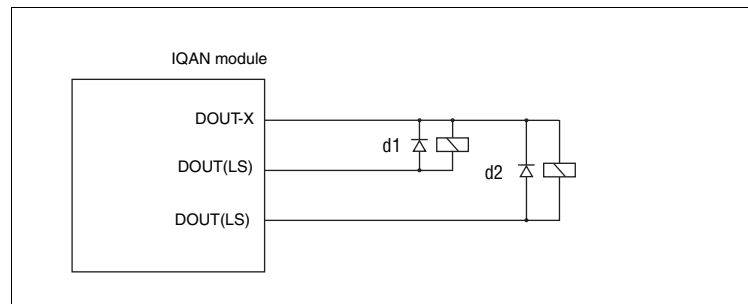 IQAN module
DOUT-X
d1
DOUT(LS)
d2
DOUT(LS)